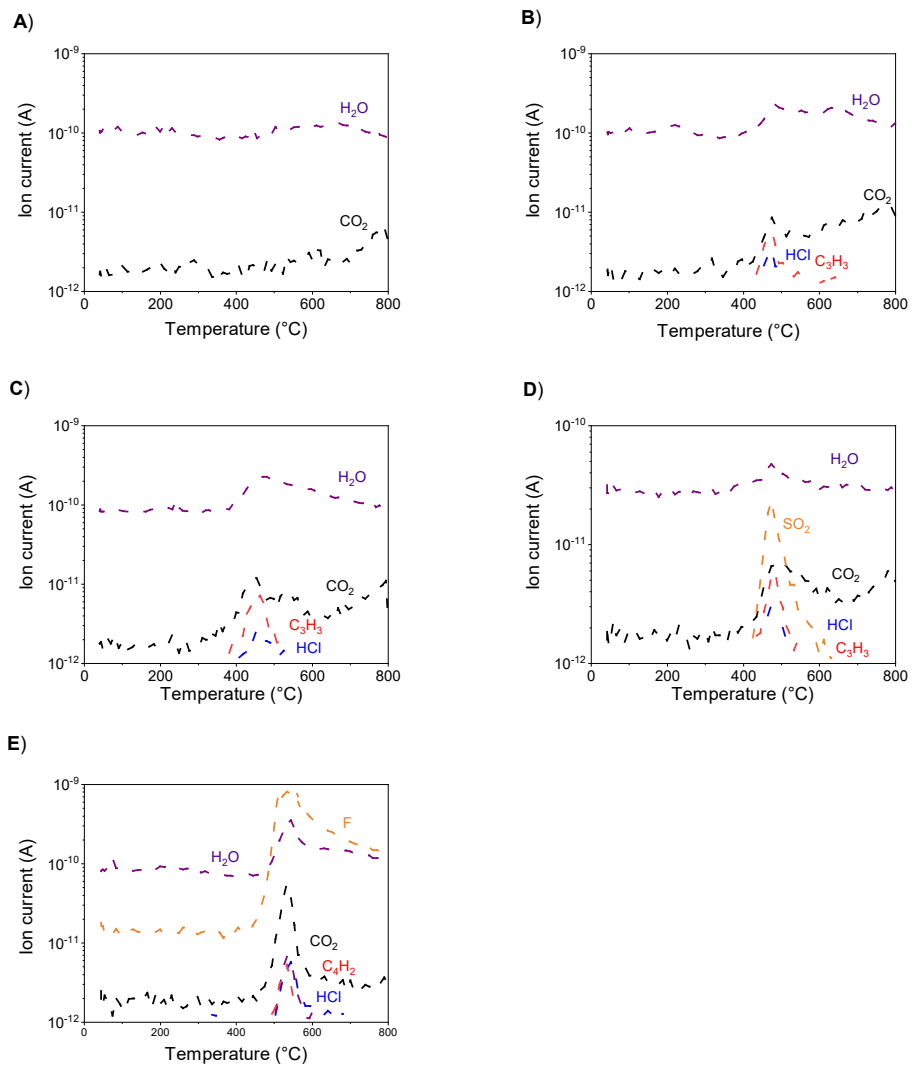 A)
10⁻⁹
10⁻¹⁰
10⁻¹¹
10⁻¹²
Ion current (A)
H₂O
CO₂
0 200 400 600 800
Temperature (°C)
B)
10⁻⁹
10⁻¹⁰
10⁻¹¹
10⁻¹²
Ion current (A)
H₂O
CO₂
HCl
C₃H₃
0 200 400 600 800
Temperature (°C)
C)
10⁻⁹
10⁻¹⁰
10⁻¹¹
10⁻¹²
Ion current (A)
H₂O
CO₂
C₃H₃
HCl
0 200 400 600 800
Temperature (°C)
D)
10⁻¹⁰
10⁻¹¹
10⁻¹²
Ion current (A)
H₂O
SO₂
CO₂
HCl
C₃H₃
0 200 400 600 800
Temperature (°C)
E)
10⁻⁹
10⁻¹⁰
10⁻¹¹
10⁻¹²
Ion current (A)
F
H₂O
CO₂
C₄H₂
HCl
0 200 400 600 800
Temperature (°C)